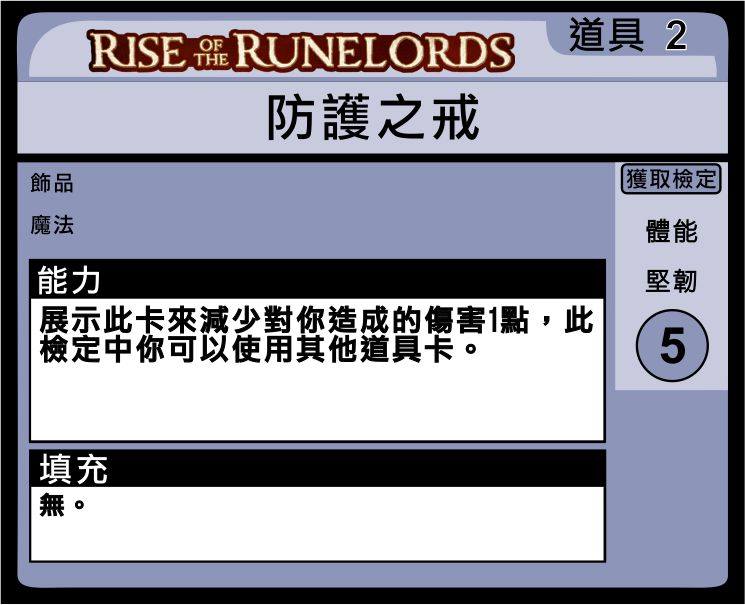 RISE OF THE RUNELORDS
道具 2
防護之戒
飾品
魔法
獲取檢定
體能
堅韌
5
能力
展示此卡來減少對你造成的傷害1點，此
檢定中你可以使用其他道具卡。
填充
無。